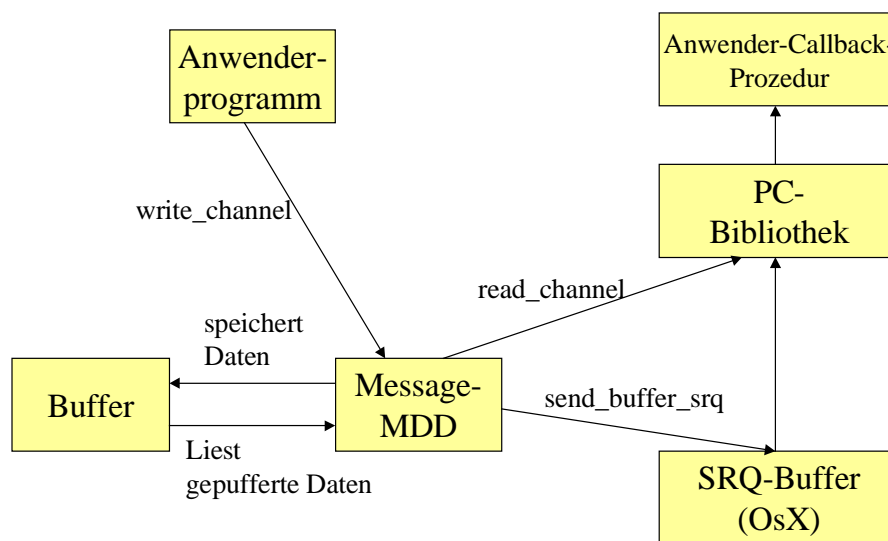 Anwender-
programm
Anwender-Callback-
Prozedur
PC-
Bibliothek
write_channel
read_channel
speichert
Daten
Buffer
Message-
MDD
send_buffer_srq
Liest
gepufferte Daten
SRQ-Buffer
(OsX)